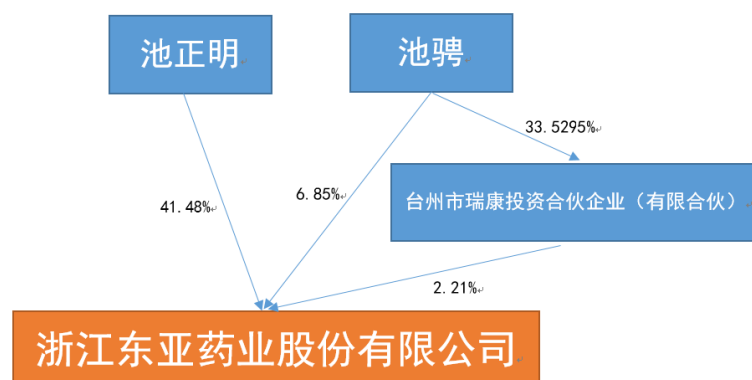 池正明
池骋
33.5295%
41.48%
6.85%
台州市瑞康投资合伙企业（有限合伙）
2.21%
浙江东亚药业股份有限公司